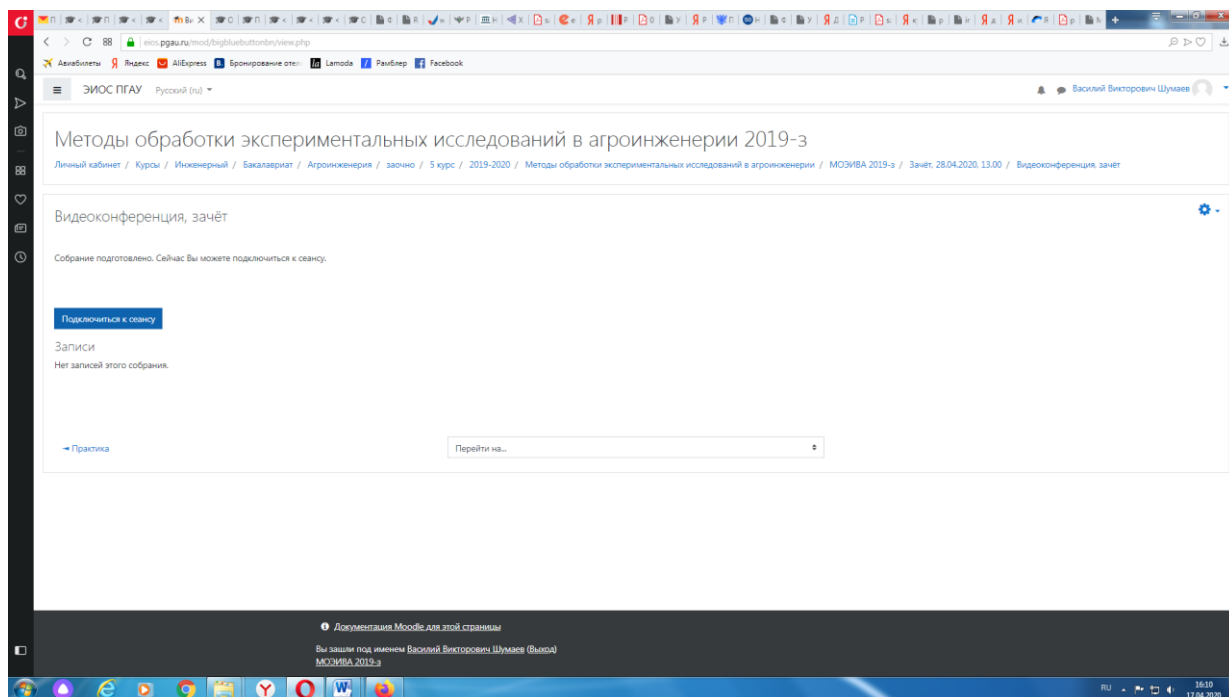 eios.pgau.ru/mod/bigbluebuttonbn/view.php
Авиабилеты Яндекс AliExpress Бронирование отел Lamoda Рамблер Facebook
ЭИОС ПГАУ Русский (ru) Василий Викторович Шумаев
Методы обработки экспериментальных исследований в агроинженерии 2019-з
Личный кабинет / Курсы / Инженерный / Бакалавриат / Агроинженерия / заочно / 5 курс / 2019-2020 / Методы обработки экспериментальных исследований в агроинженерии / МОЭИВА 2019-з / Зачёт, 28.04.2020, 13.00 / Видеоконференция, зачёт
Видеоконференция, зачёт
Собрание подготовлено. Сейчас Вы можете подключиться к сеансу.
Подключиться к сеансу
Записи
Нет записей этого собрания.
◄ Практика
Перейти на...
Документация Moodle для этой страницы
Вы зашли под именем Василий Викторович Шумаев (Выход)
МОЭИВА 2019-з
RU 16:10
17.04.2020